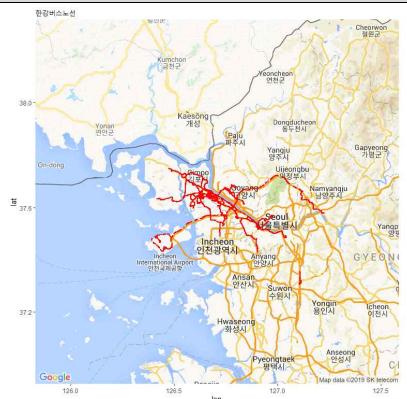 한강버스노선
Cheorwon
철원군
Kumchon
금천군
Yeoncheon
연천군
38.0
Yonan
연안군
Kaesŏng
개성
Dongducheon
동두천시
Paju
파주시
Gapyeong
가평군
Yangju
양주시
On-dong
Uijeongbu
의정부시
Gimpo
김포시
Goyang
고양시
Namyangju
남양주시
lat
37.6
Seoul
서울특별시
Incheon
인천광역시
Anyang
안양시
Incheon
International Airport
인천국제공항
Ansan
안산시
GYEONG
Suwon
수원시
Yongin
용인시
Icheon
이천시
37.2
Hwaseong
화성시
Anseong
안성시
Pyeongtaek
평택시
Google
Map data ©2019 SK telecom
126.0
126.5
127.0
127.5
lon